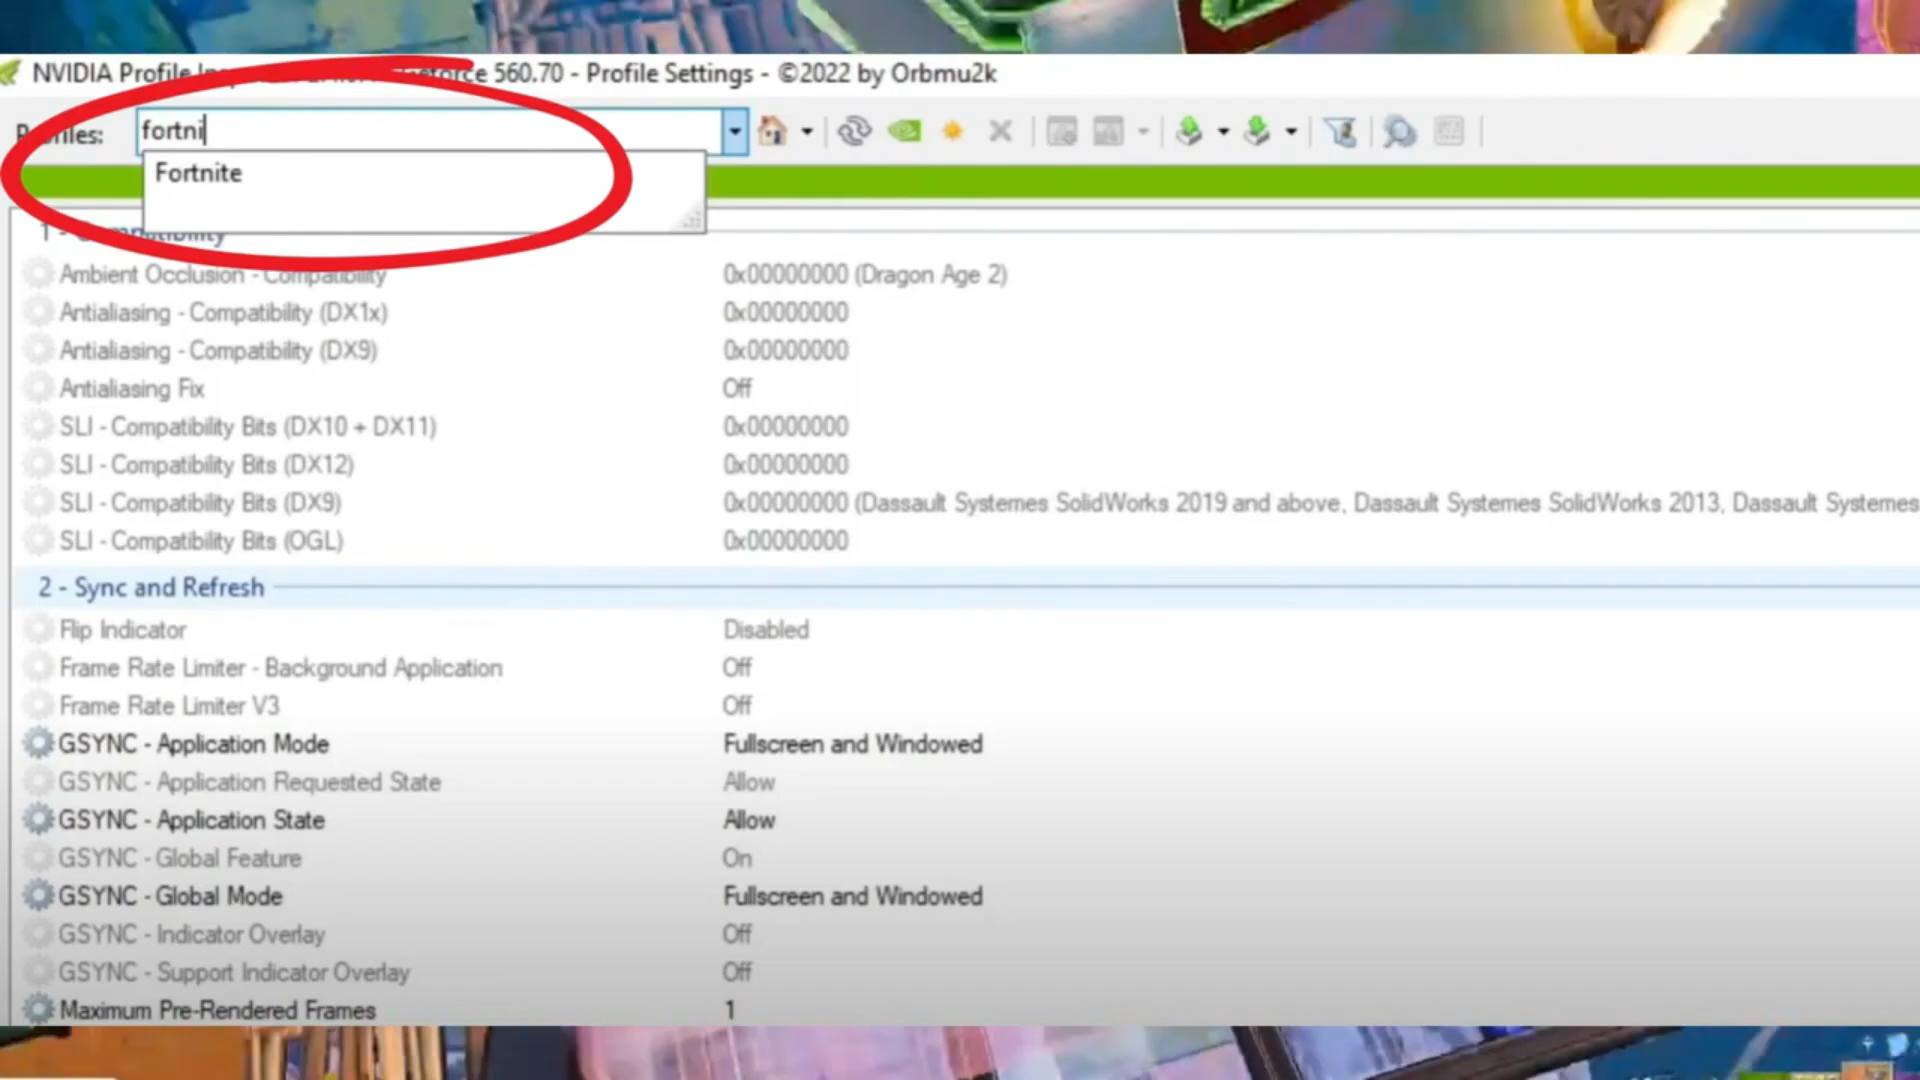 NVIDIA Profile 560.70 - Profile Settings - ©2022 by Orbmu2k
Profiles: fortni
Fortnite
1 - Compatibility
Ambient Occlusion - Compatibility 0x00000000 (Dragon Age 2)
Antialiasing - Compatibility (DX1x) 0x00000000
Antialiasing - Compatibility (DX9) 0x00000000
Antialiasing Fix Off
SLI - Compatibility Bits (DX10 + DX11) 0x00000000
SLI - Compatibility Bits (DX12) 0x00000000
SLI - Compatibility Bits (DX9) 0x00000000 (Dassault Systemes SolidWorks 2019 and above, Dassault Systemes SolidWorks 2013, Dassault Systemes
SLI - Compatibility Bits (OGL) 0x00000000
2 - Sync and Refresh
Flip Indicator Disabled
Frame Rate Limiter - Background Application Off
Frame Rate Limiter V3 Off
GSYNC - Application Mode Fullscreen and Windowed
GSYNC - Application Requested State Allow
GSYNC - Application State Allow
GSYNC - Global Feature On
GSYNC - Global Mode Fullscreen and Windowed
GSYNC - Indicator Overlay Off
GSYNC - Support Indicator Overlay Off
Maximum Pre-Rendered Frames 1